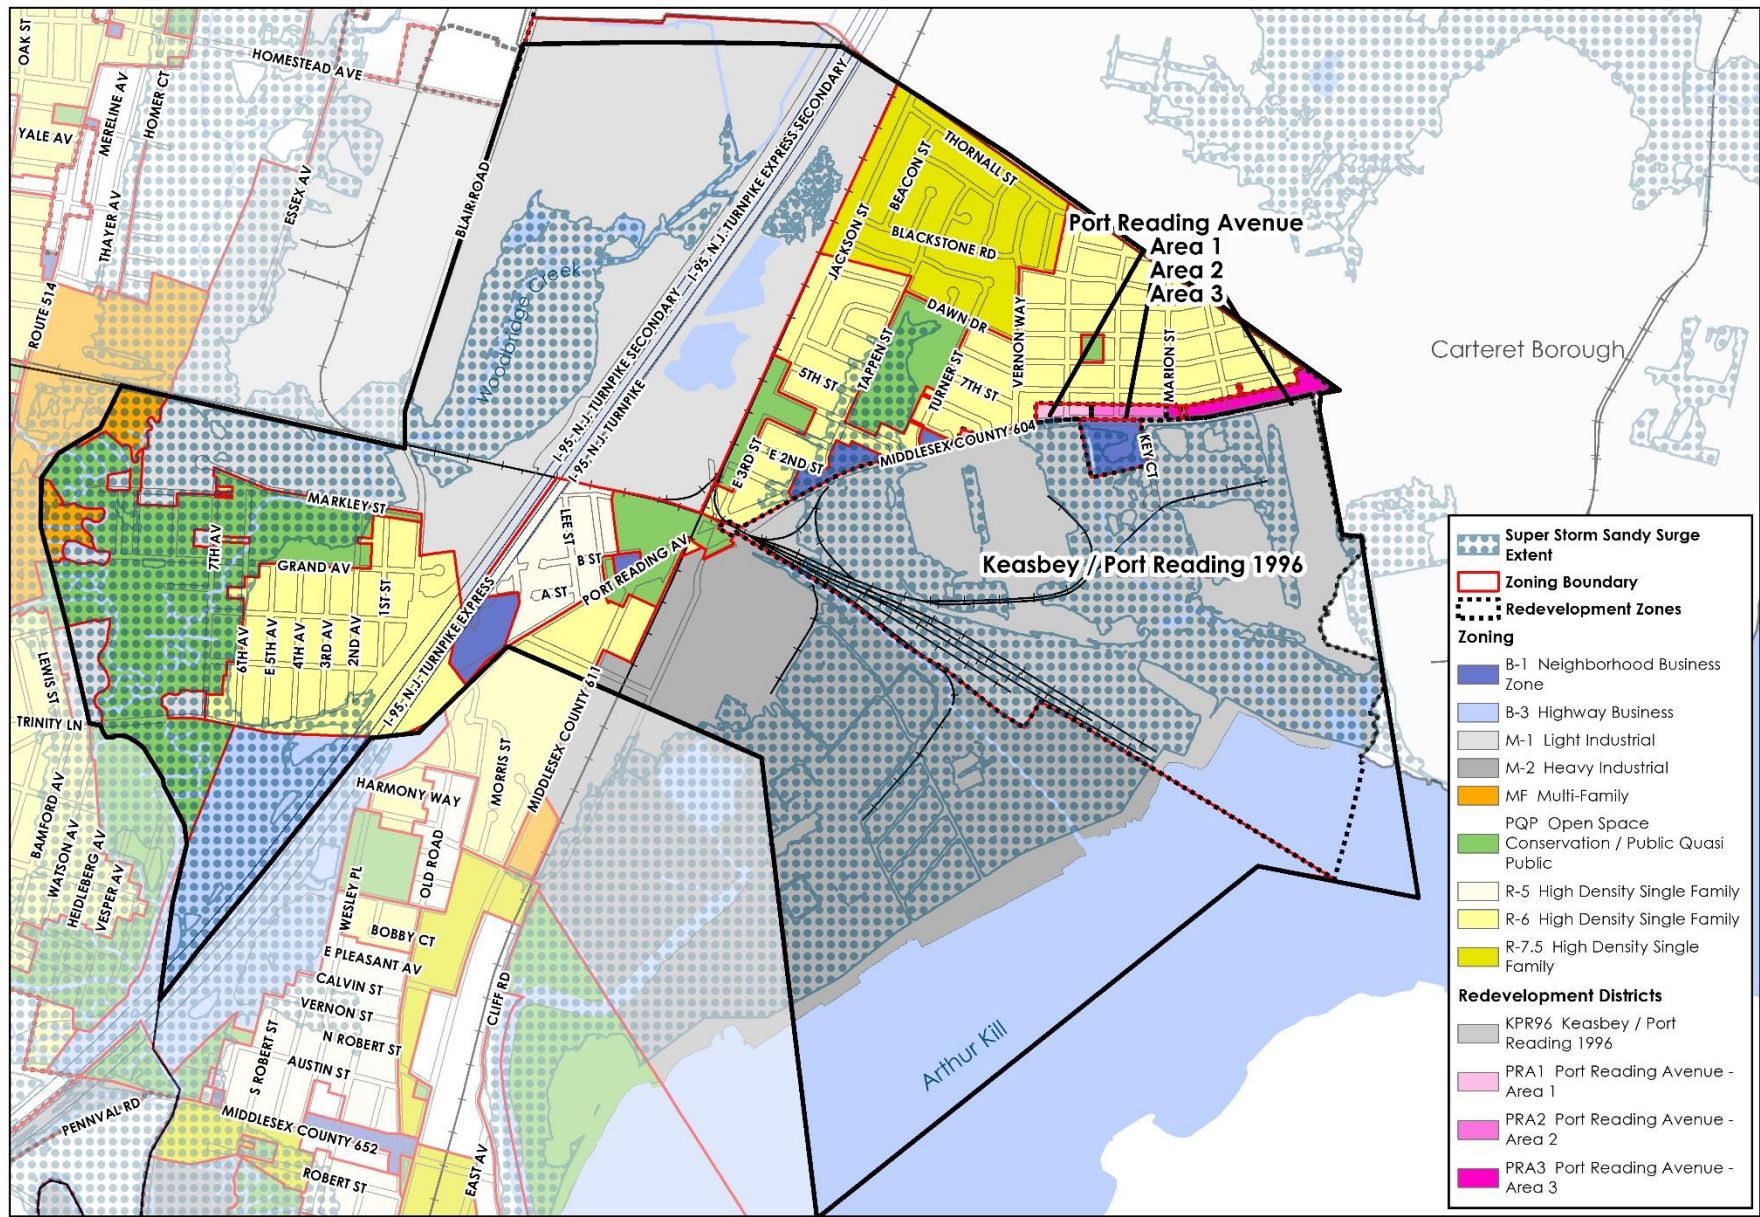 OAK ST
HOMESTEAD AVE
MERELINE AV
HOMER CT
YALE AV
THAYER AV
ESSEX AV
BLAIR ROAD
ROUTE 514
Woodbridge Creek
I-95, N.J. TURNPIKE EXPRESS SECONDARY
I-95, N.J. TURNPIKE SECONDARY
I-95, N.J. TURNPIKE
THORNALL ST
BEACON ST
JACKSON ST
BLACKSTONE RD
Port Reading Avenue
Area 1
Area 2
Area 3
DAWN DR
VERNON WAY
TAPPEN ST
MARION ST
5TH ST
TURNER ST
7TH ST
Carteret Borough
E 3RD ST
E 2ND ST
MIDDLESEX COUNTY 604
KEY CT
MARKLEY ST
7TH AV
LEE ST
B ST
A ST
PORT READING AV
GRAND AV
1ST ST
6TH AV
E 5TH AV
4TH AV
3RD AV
2ND AV
I-95, N.J. TURNPIKE EXPRESS
Keasbey / Port Reading 1996
LEWIS ST
TRINITY LN
MIDDLESEX COUNTY 611
MORRIS ST
HARMONY WAY
BAMFORD AV
WATSON AV
HEIDLEBERG AV
VESPER AV
OLD ROAD
WESLEY PL
BOBBY CT
E PLEASANT AV
CALVIN ST
VERNON ST
N ROBERT ST
AUSTIN ST
S ROBERT ST
CLIFF RD
Arthur Kill
PENNVAL RD
MIDDLESEX COUNTY 652
ROBERT ST
EAST AV
Super Storm Sandy Surge
Extent
Zoning Boundary
Redevelopment Zones
Zoning
B-1 Neighborhood Business
Zone
B-3 Highway Business
M-1 Light Industrial
M-2 Heavy Industrial
MF Multi-Family
PQP Open Space
Conservation / Public Quasi
Public
R-5 High Density Single Family
R-6 High Density Single Family
R-7.5 High Density Single
Family
Redevelopment Districts
KPR96 Keasbey / Port
Reading 1996
PRA1 Port Reading Avenue -
Area 1
PRA2 Port Reading Avenue -
Area 2
PRA3 Port Reading Avenue -
Area 3